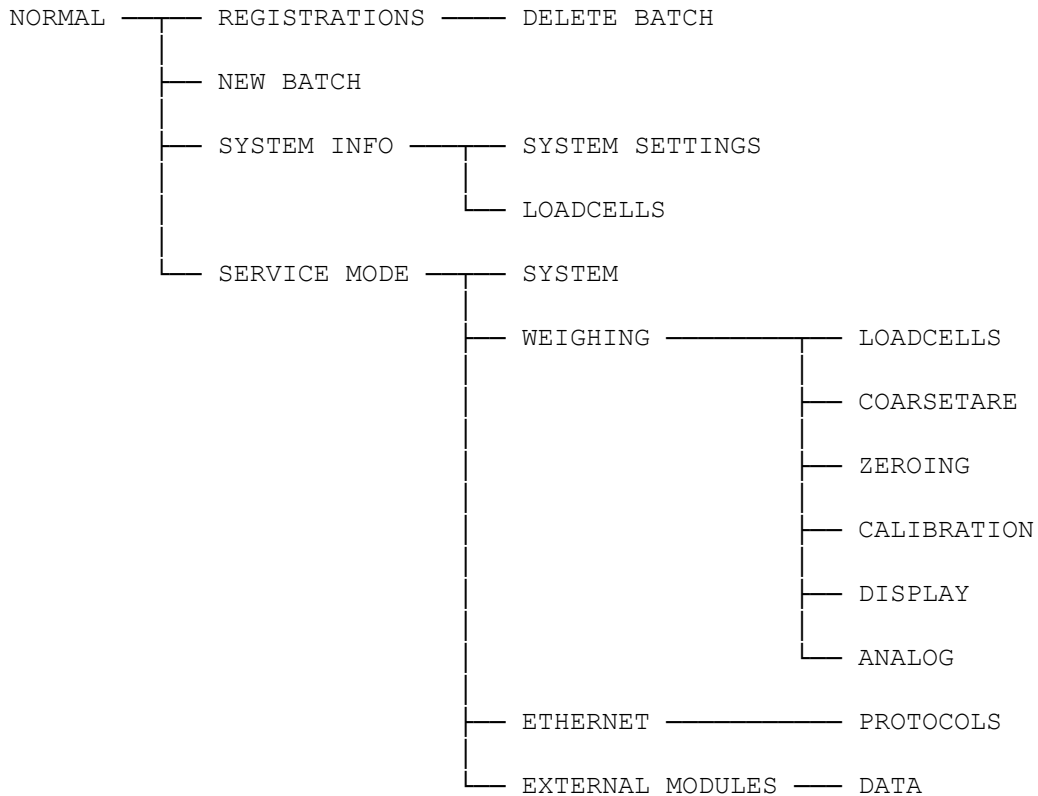 NORMAL REGISTRATIONS DELETE BATCH
NEW BATCH
SYSTEM INFO SYSTEM SETTINGS
LOADCELLS
SERVICE MODE SYSTEM
WEIGHING LOADCELLS
COARSETARE
ZEROING
CALIBRATION
DISPLAY
ANALOG
ETHERNET PROTOCOLS
EXTERNAL MODULES DATA